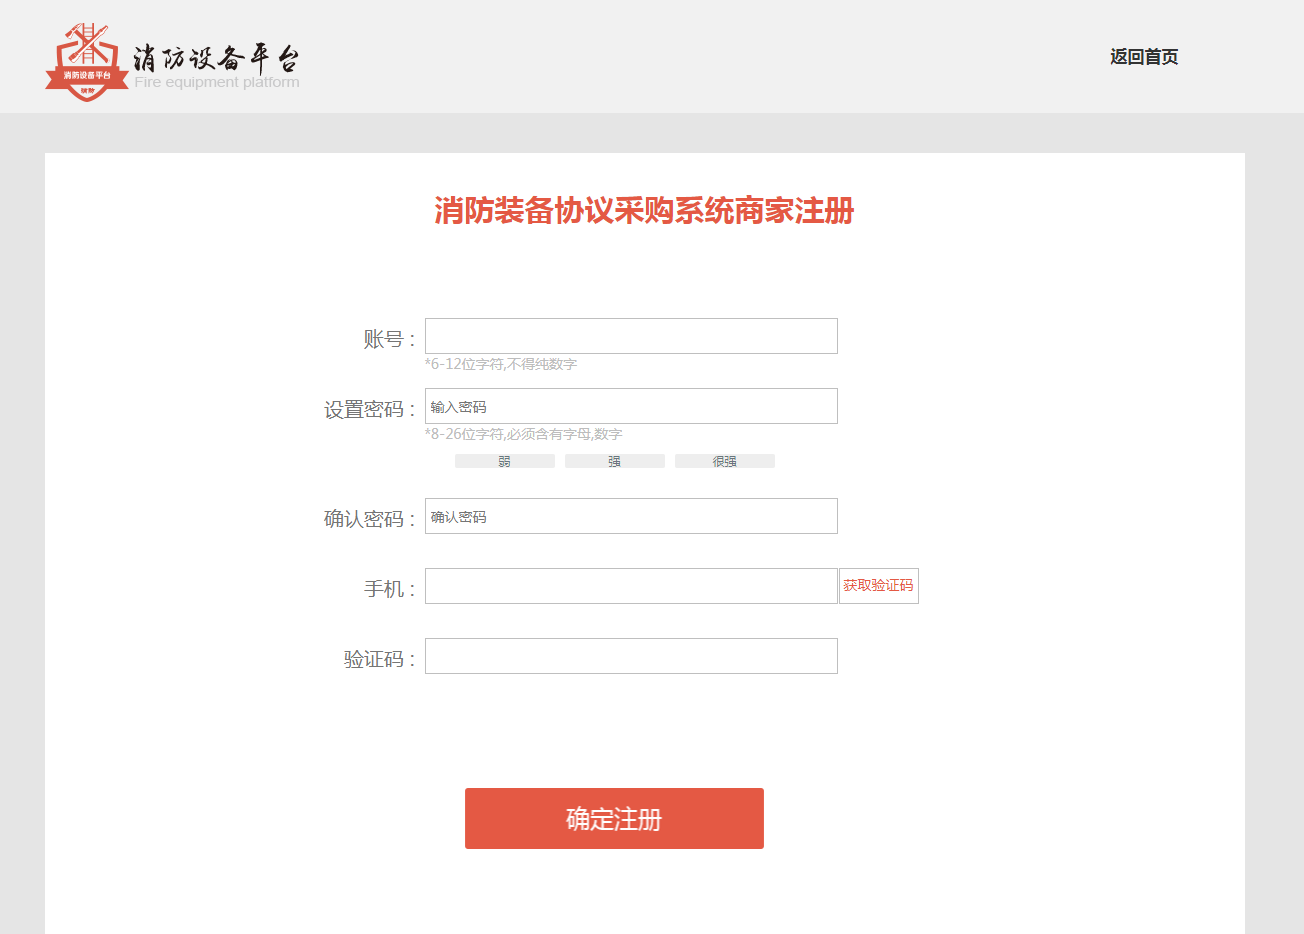 消防设备平台
Fire equipment platform
消防设备平台
返回首页
消防装备协议采购系统商家注册
账号：
*6-12位字符,不得纯数字
设置密码：
输入密码
*8-26位字符,必须含有字母,数字
弱 强 很强
确认密码：
确认密码
手机：
获取验证码
验证码：
确定注册